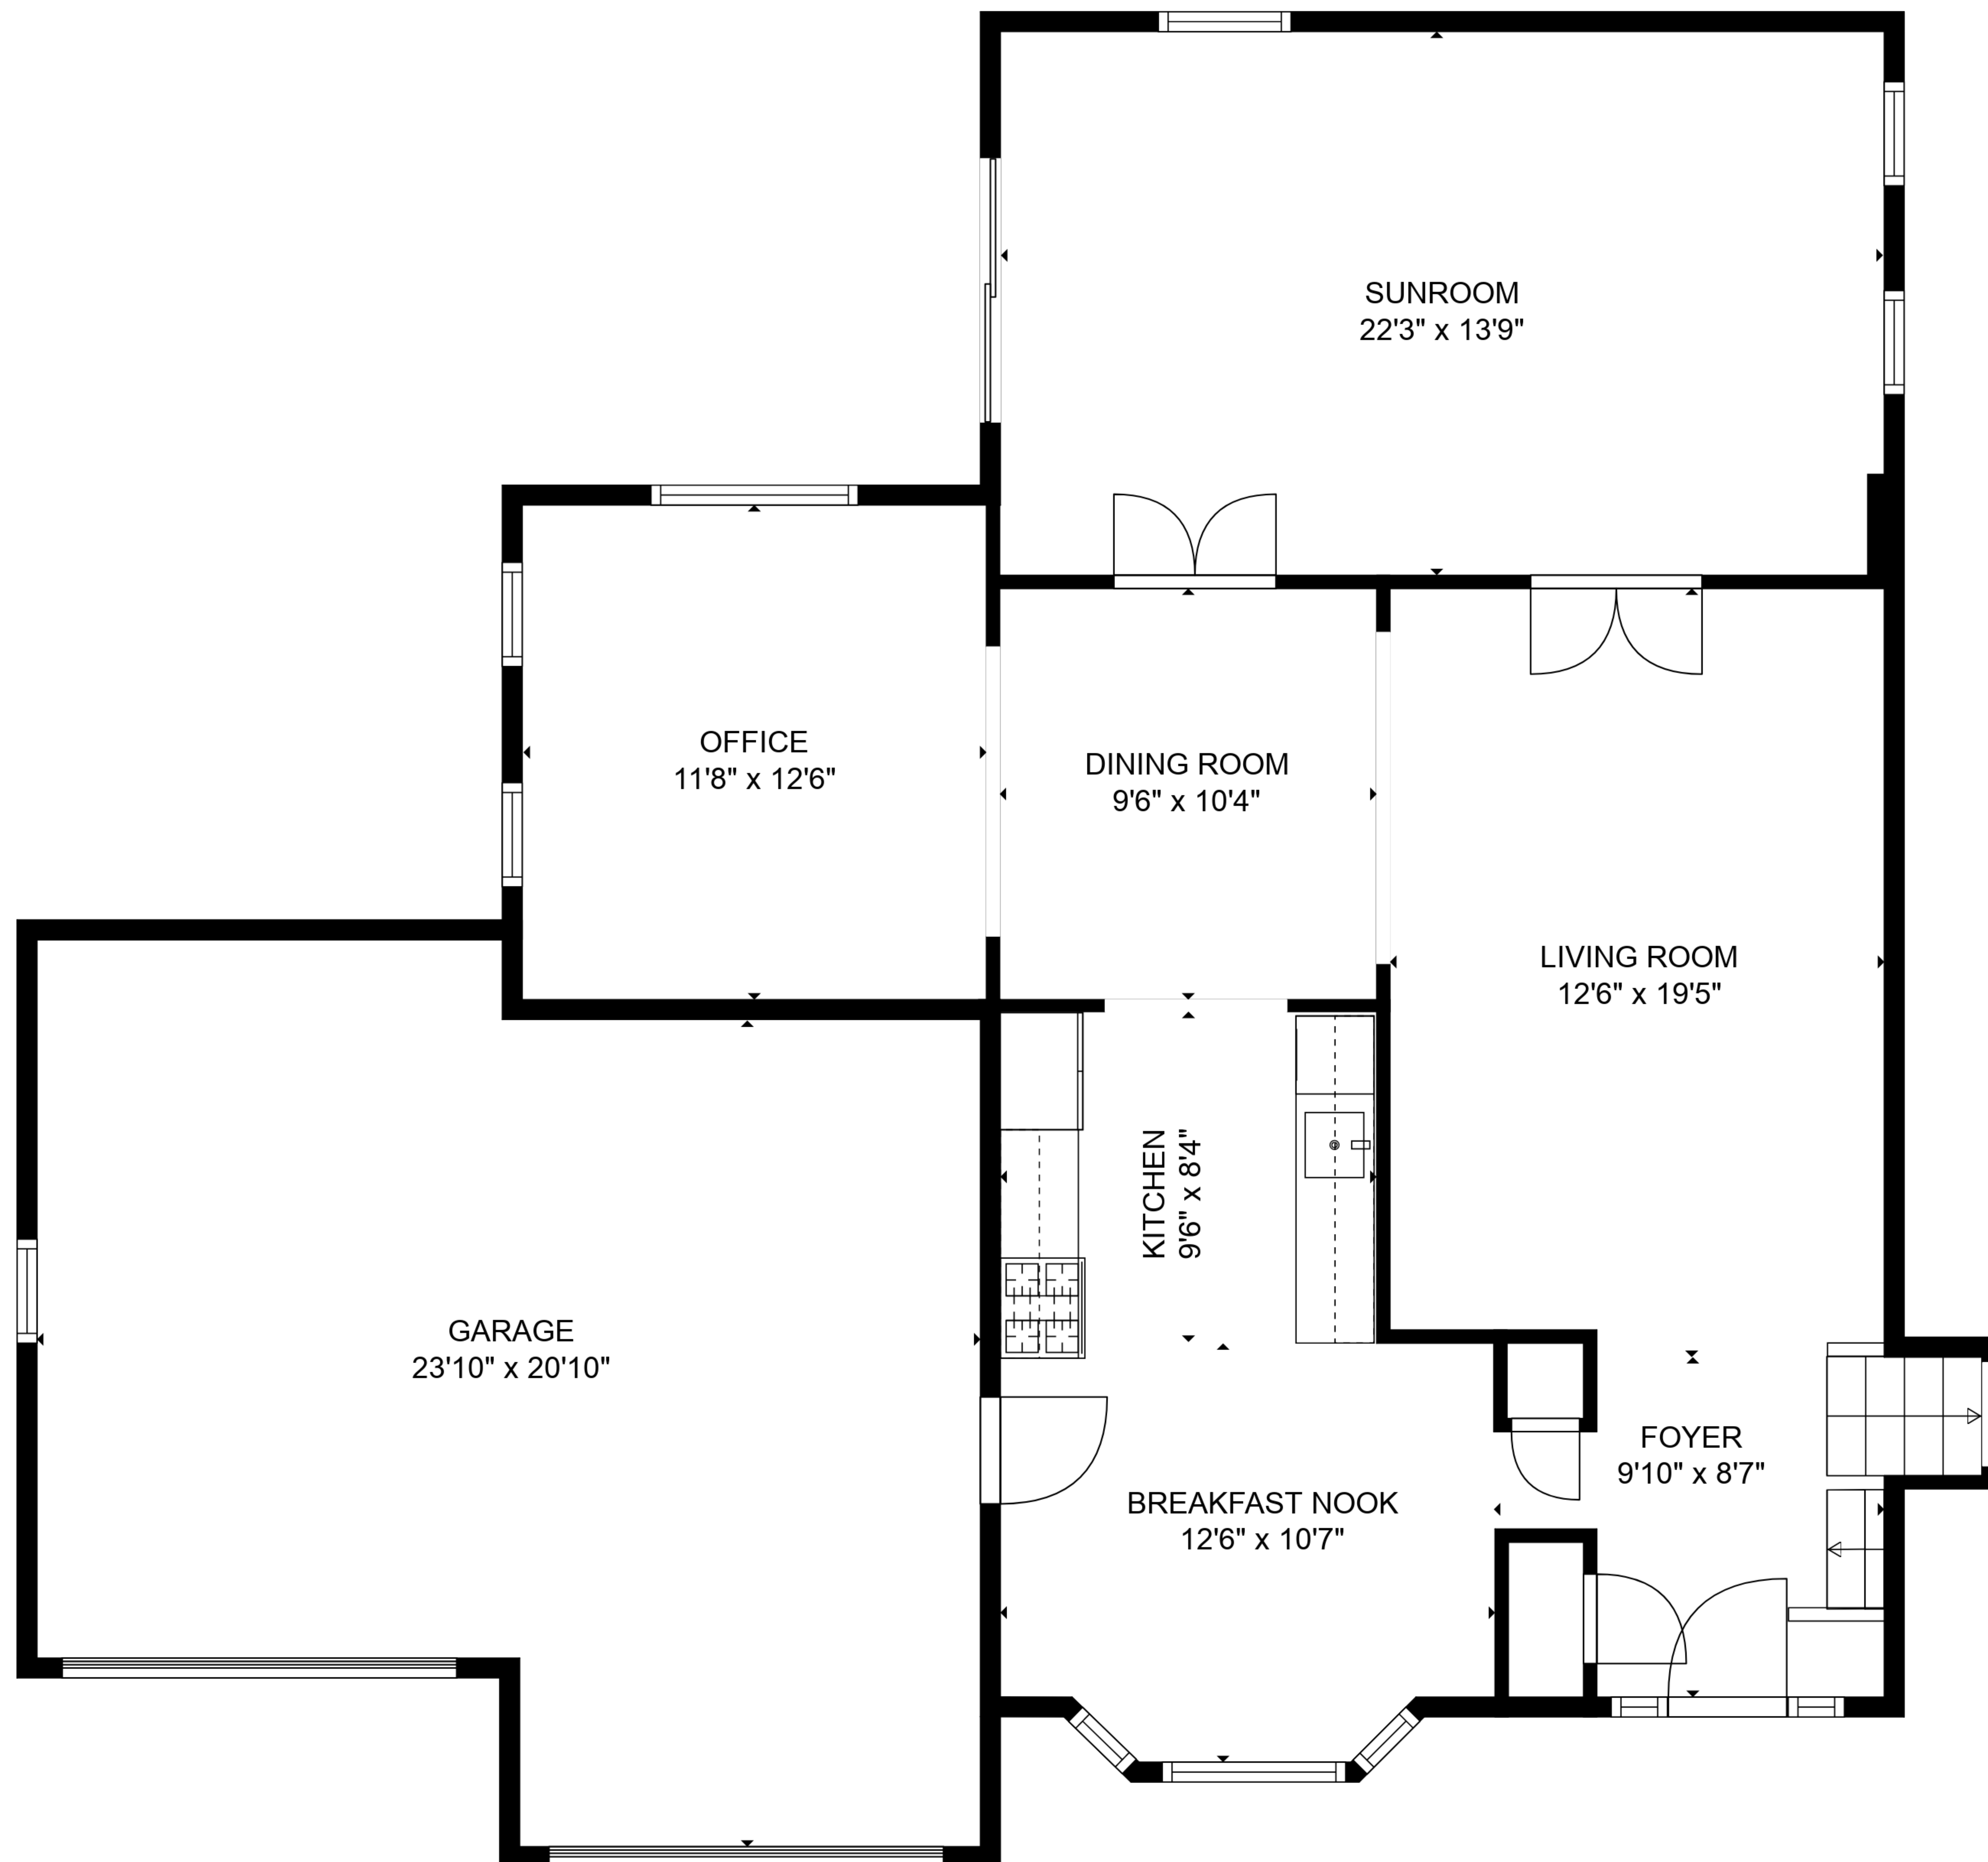 SUNROOM
22'3" x 13'9"
OFFICE
11'8" x 12'6"
DINING ROOM
9'6" x 10'4"
LIVING ROOM
12'6" x 19'5"
KITCHEN
9'6" x 8'4"
GARAGE
23'10" x 20'10"
FOYER
9'10" x 8'7"
BREAKFAST NOOK
12'6" x 10'7"